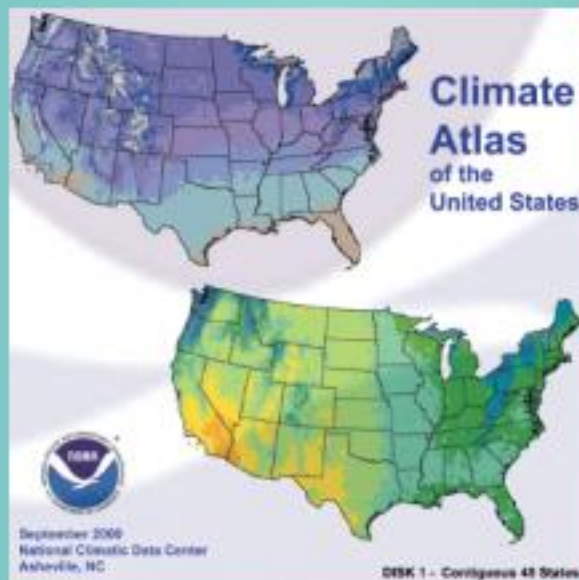 Climate
Atlas
of the
United States
noaa
September 2000
National Climatic Data Center
Asheville, NC
DISK 1 - Contiguous 48 States